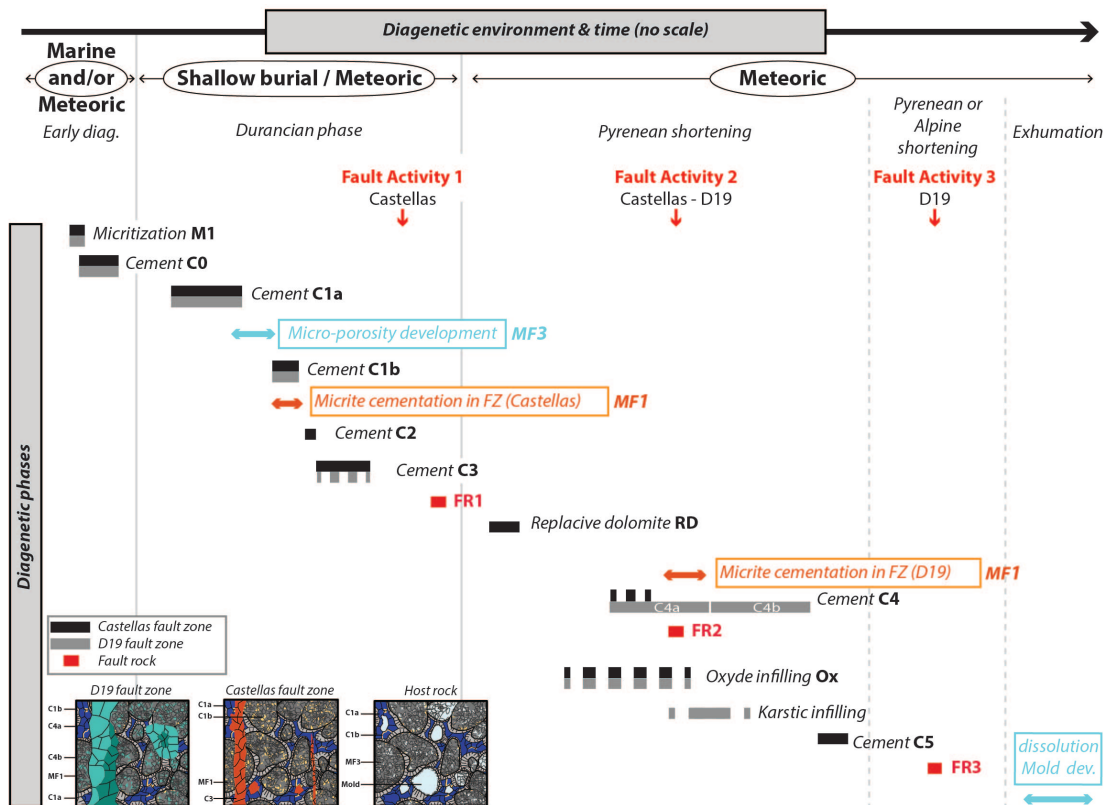 Diagenetic environment & time (no scale)
Marine
and/or
Meteoric
Shallow burial / Meteoric
Meteoric
Early diag.
Durancian phase
Pyrenean shortening
Pyrenean or
Alpine
shortening
Exhumation
Fault Activity 1
Castellas
Fault Activity 2
Castellas - D19
Fault Activity 3
D19
Diagenetic phases
Micritization M1
Cement C0
Cement C1a
Micro-porosity development MF3
Cement C1b
Micrite cementation in FZ (Castellas) MF1
Cement C2
Cement C3
FR1
Replacive dolomite RD
Micrite cementation in FZ (D19) MF1
C4a C4b Cement C4
FR2
Oxyde infilling Ox
Karstic infilling
Cement C5
FR3
dissolution
Mold dev.
Castellas fault zone
D19 fault zone
Fault rock
D19 fault zone
C1b
C4a
C4b
MF1
C1a
Castellas fault zone
C1a
C1b
MF1
C3
Host rock
C1a
C1b
MF3
Mold